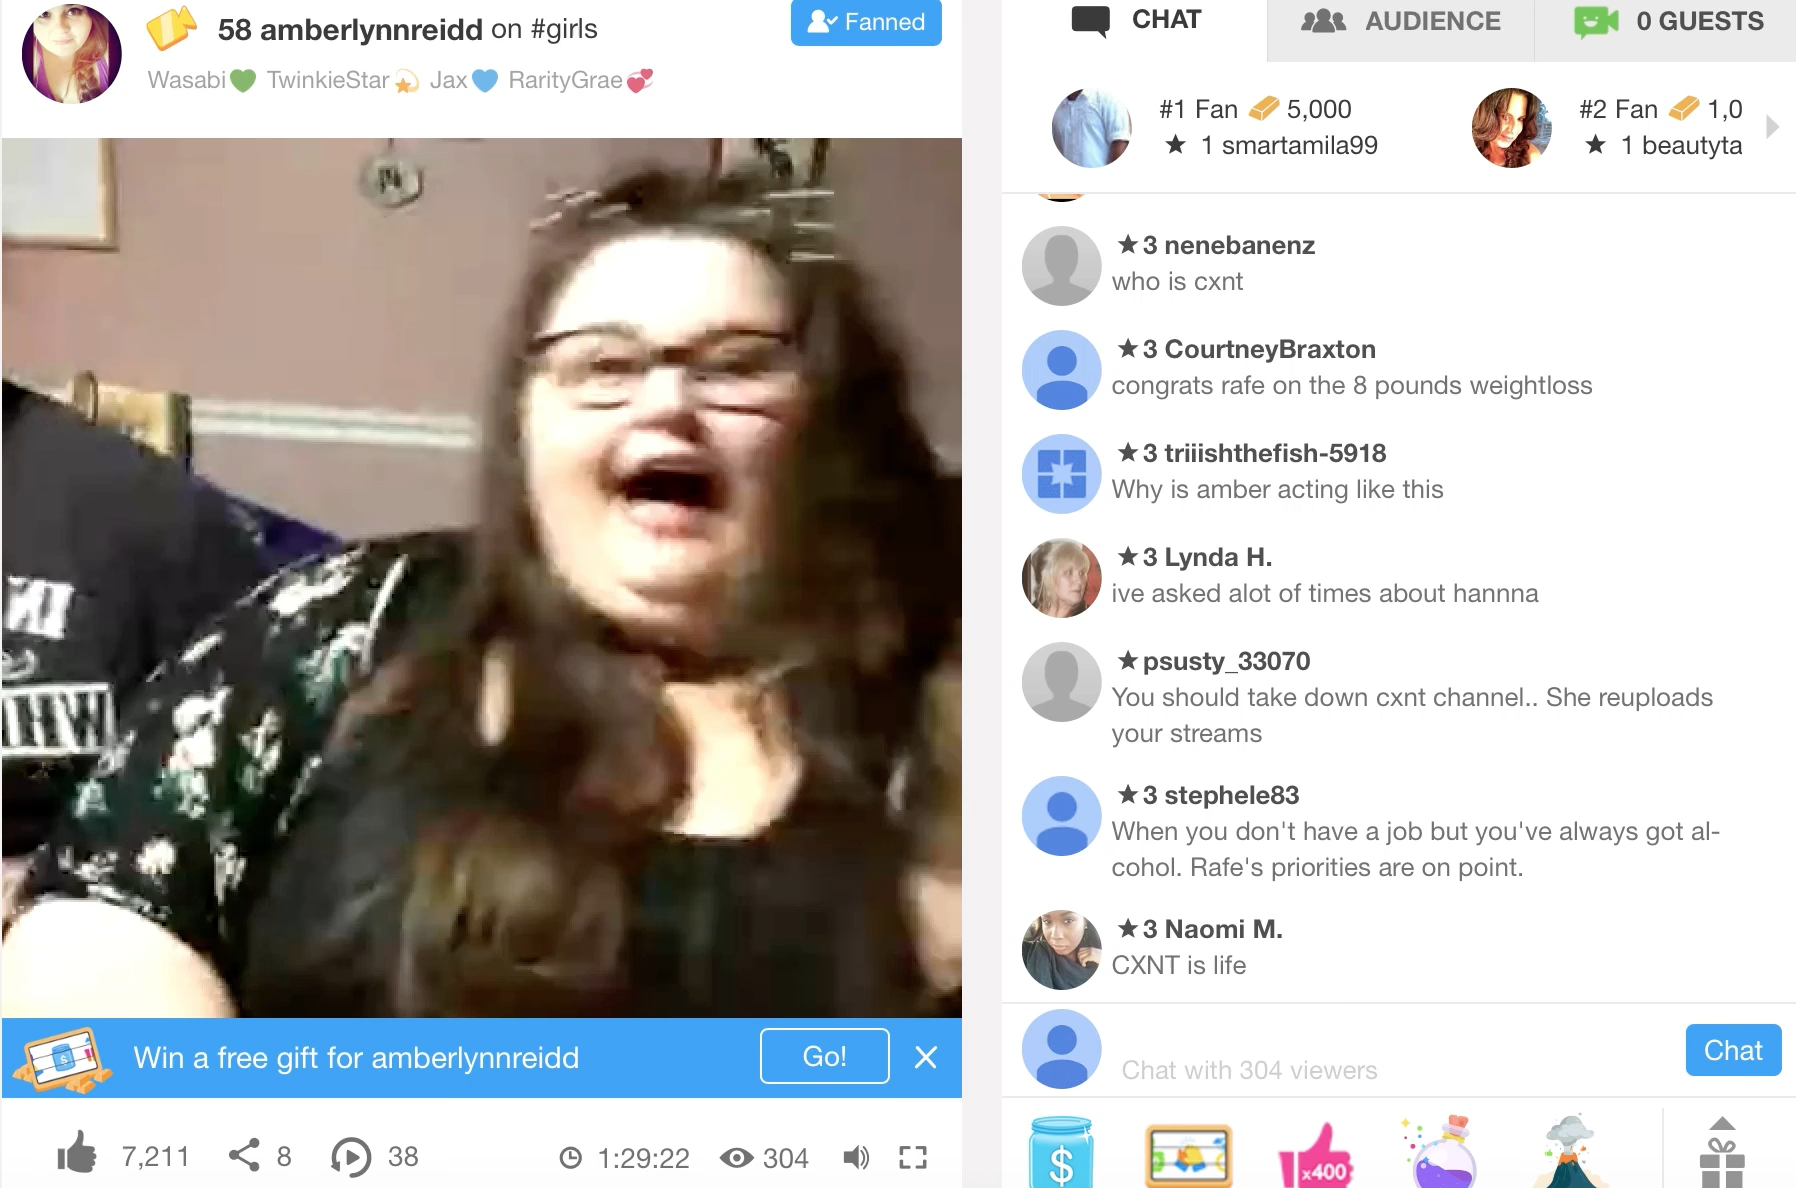 58 amberlynnreidd on #girls
Fanned
Wasabi💚 TwinkieStar💫 Jax💙 RarityGrae💞
CHAT
AUDIENCE
0 GUESTS
#1 Fan 5,000
★ 1 smartamila99
#2 Fan 1,0
★ 1 beautyta
★3 nenebanenz
who is cxnt
★3 CourtneyBraxton
congrats rafe on the 8 pounds weightloss
★3 triiishthefish-5918
Why is amber acting like this
★3 Lynda H.
ive asked alot of times about hannna
★psusty_33070
You should take down cxnt channel.. She reuploads
your streams
★3 stephele83
When you don't have a job but you've always got al-
cohol. Rafe's priorities are on point.
★3 Naomi M.
CXNT is life
Chat with 304 viewers
Chat
Win a free gift for amberlynnreidd
Go!
7,211
8
38
1:29:22
304
$
x400